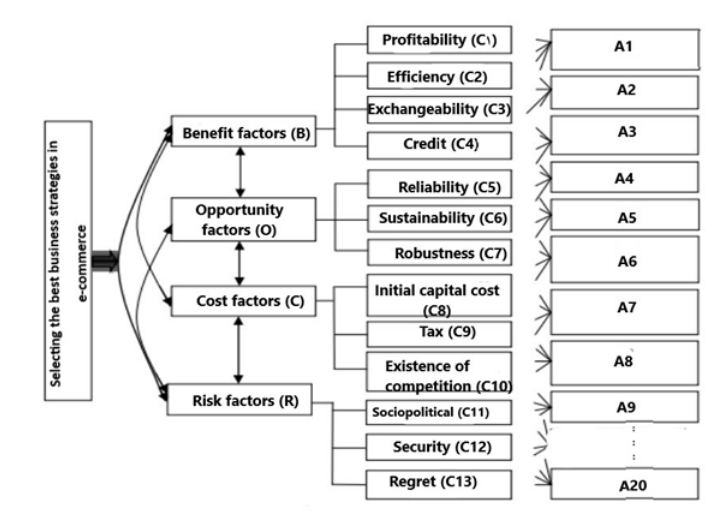 Selecting the best business strategies in
e-commerce
Benefit factors (B)
Opportunity
factors (O)
Cost factors (C)
Risk factors (R)
Profitability (C۱)
Efficiency (C2)
Exchangeability (C3)
Credit (C4)
Reliability (C5)
Sustainability (C6)
Robustness (C7)
Initial capital cost
(C8)
Tax (C9)
Existence of
competition (C10)
Sociopolitical (C11)
Security (C12)
Regret (C13)
A1
A2
A3
A4
A5
A6
A7
A8
A9
⋮
A20